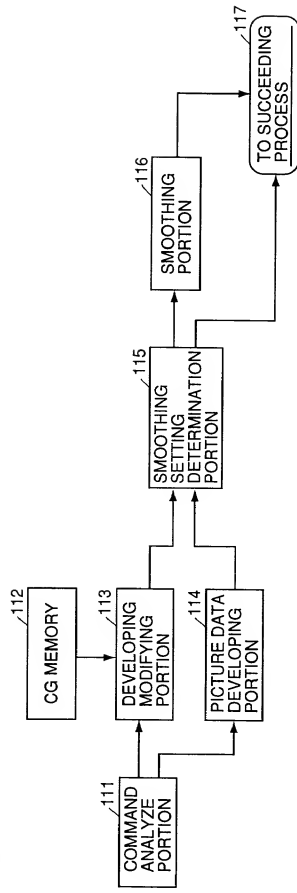 111
COMMAND
ANALYZE
PORTION
112
CG MEMORY
113
DEVELOPING
MODIFYING
PORTION
114
PICTURE DATA
DEVELOPING
PORTION
115
SMOOTHING
SETTING
DETERMINATION
PORTION
116
SMOOTHING
PORTION
117
TO SUCCEEDING
PROCESS